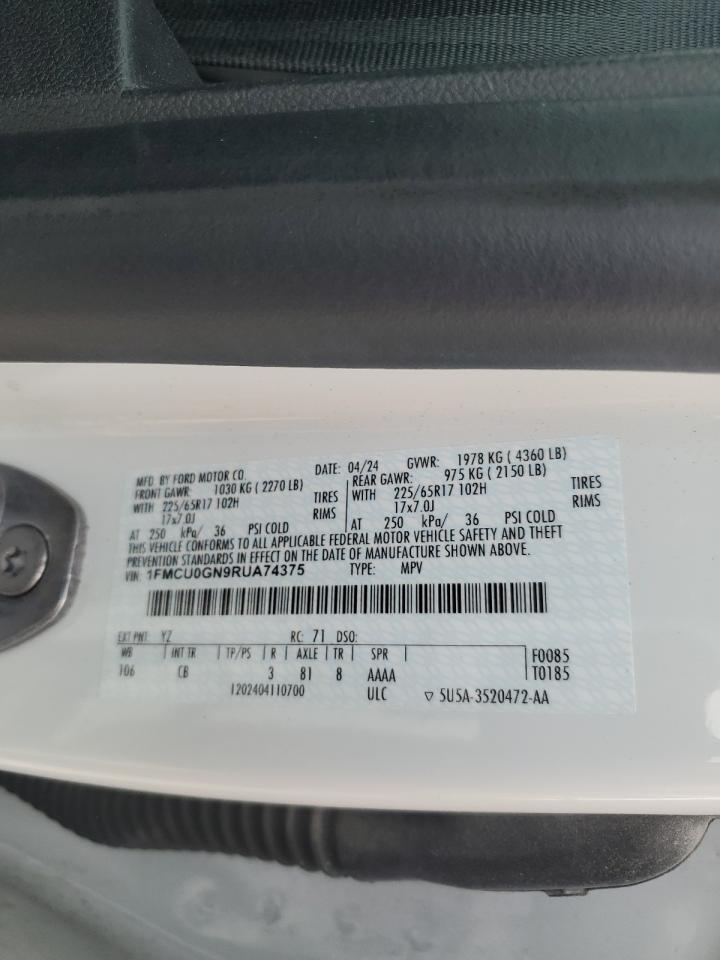 MFD. BY FORD MOTOR CO. DATE: 04/24 GVWR: 1978 KG ( 4360 LB)
FRONT GAWR: 1030 KG ( 2270 LB) REAR GAWR: 975 KG ( 2150 LB)
WITH 225/65R17 102H TIRES WITH 225/65R17 102H TIRES
17x7.0J RIMS 17x7.0J RIMS
AT 250 kPa/ 36 PSI COLD AT 250 kPa/ 36 PSI COLD
THIS VEHICLE CONFORMS TO ALL APPLICABLE FEDERAL MOTOR VEHICLE SAFETY AND THEFT
PREVENTION STANDARDS IN EFFECT ON THE DATE OF MANUFACTURE SHOWN ABOVE.
VIN: 1FMCU0GN9RUA74375 TYPE: MPV
EXT PNT: YZ RC: 71 DSO:
WB INT TR TP/PS R AXLE TR SPR F0085
106 CB 3 81 8 AAAA T0185
1202404110700 ULC ▽ 5U5A-3520472-AA